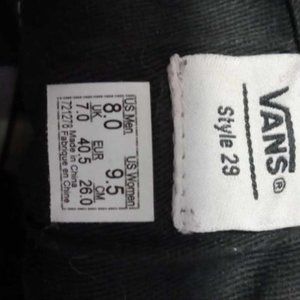 US Men US Women
8.0 9.5
UK EUR CM
7.0 40.5 26.0
Made in China
721278 Fabriqué en Chine
VANS®
Style 29